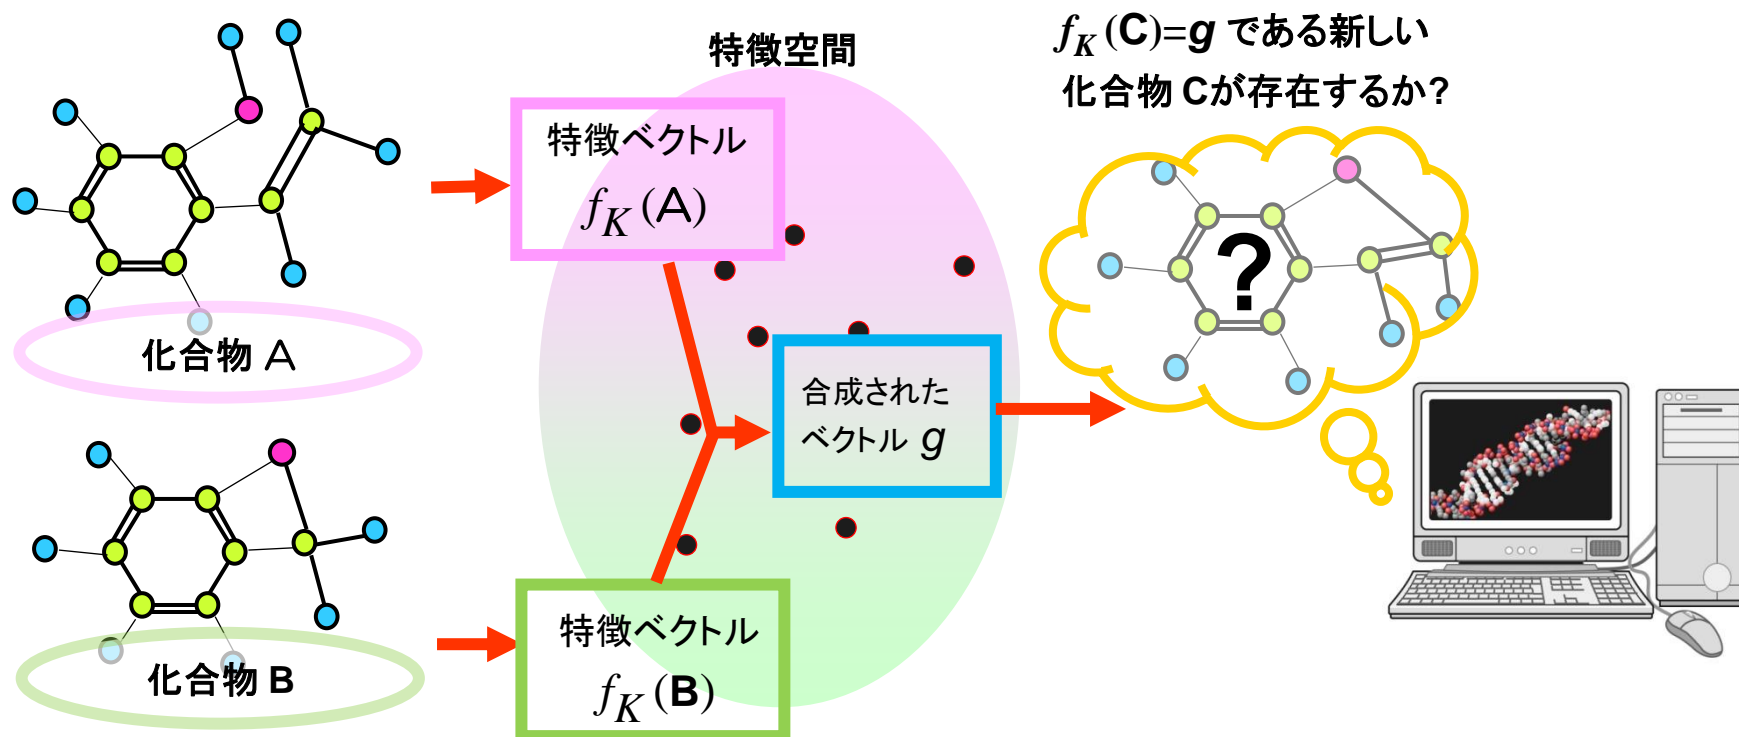 特徴空間
f_K(C)=g である新しい
化合物 Cが存在するか?
特徴ベクトル
f_K(A)
?
化合物 A
合成された
ベクトル g
特徴ベクトル
f_K(B)
化合物 B